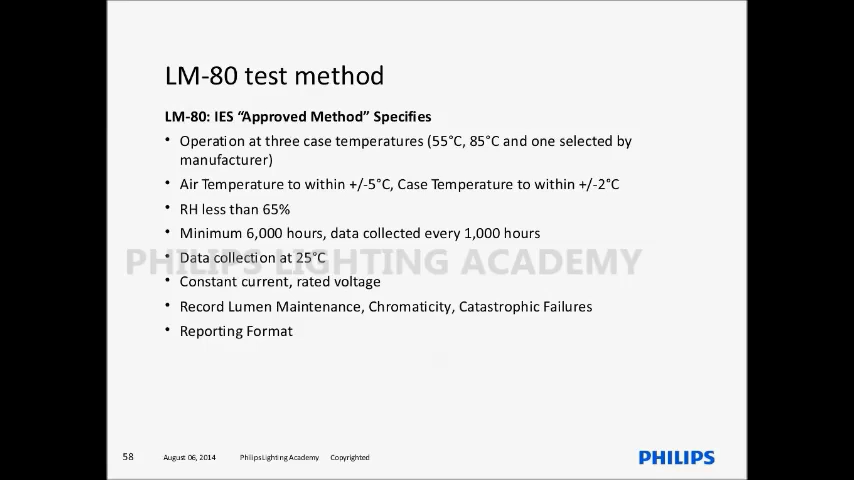 LM-80 test method
LM-80: IES “Approved Method” Specifies
• Operation at three case temperatures (55°C, 85°C and one selected by
manufacturer)
• Air Temperature to within +/-5°C, Case Temperature to within +/-2°C
• RH less than 65%
• Minimum 6,000 hours, data collected every 1,000 hours
PHILIPS LIGHTING ACADEMY
• Data collection at 25°C
• Constant current, rated voltage
• Record Lumen Maintenance, Chromaticity, Catastrophic Failures
• Reporting Format
58 August 06, 2014 Philips Lighting Academy Copyrighted
PHILIPS